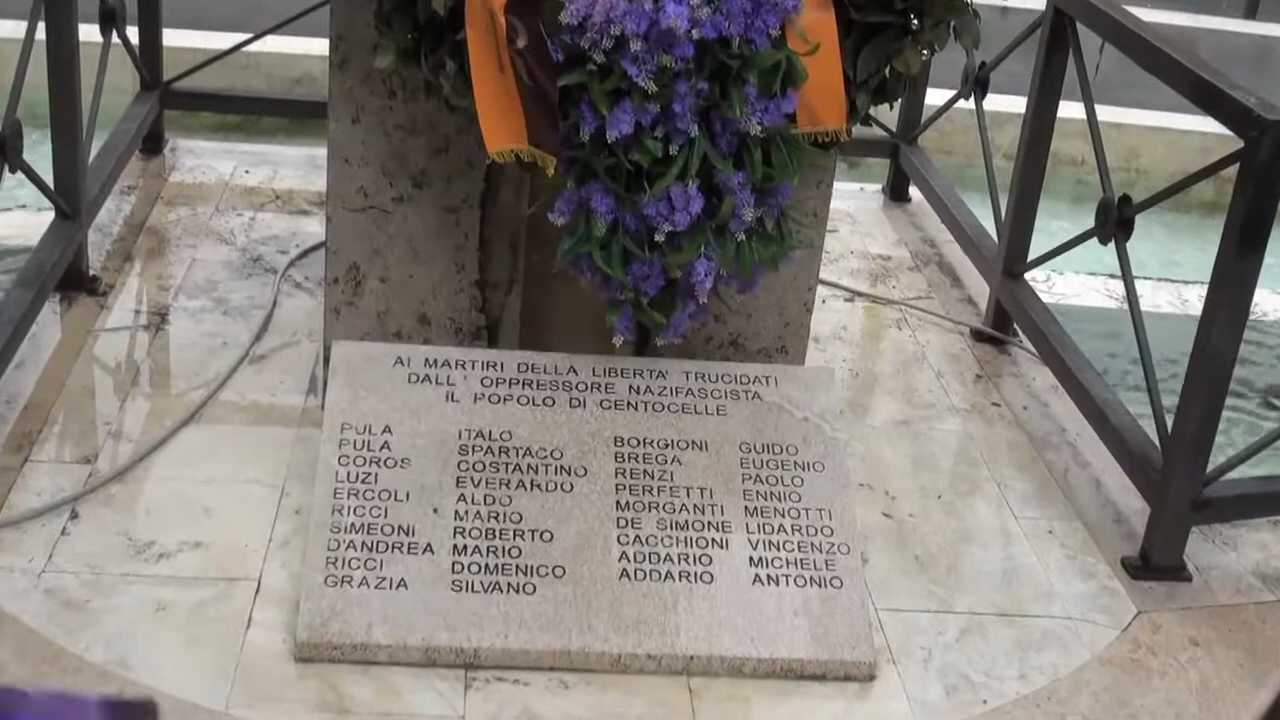 AI MARTIRI DELLA LIBERTA' TRUCIDATI
DALL' OPPRESSORE NAZIFASCISTA
IL POPOLO DI CENTOCELLE
PULA ITALO
PULA SPARTACO
COROS COSTANTINO
LUZI EVERARDO
ERCOLI ALDO
RICCI MARIO
SIMEONI ROBERTO
D'ANDREA MARIO
RICCI DOMENICO
GRAZIA SILVANO
BORGIONI GUIDO
BREGA EUGENIO
RENZI PAOLO
PERFETTI ENNIO
MORGANTI MENOTTI
DE SIMONE LIDARDO
CACCHIONI VINCENZO
ADDARIO MICHELE
ADDARIO ANTONIO